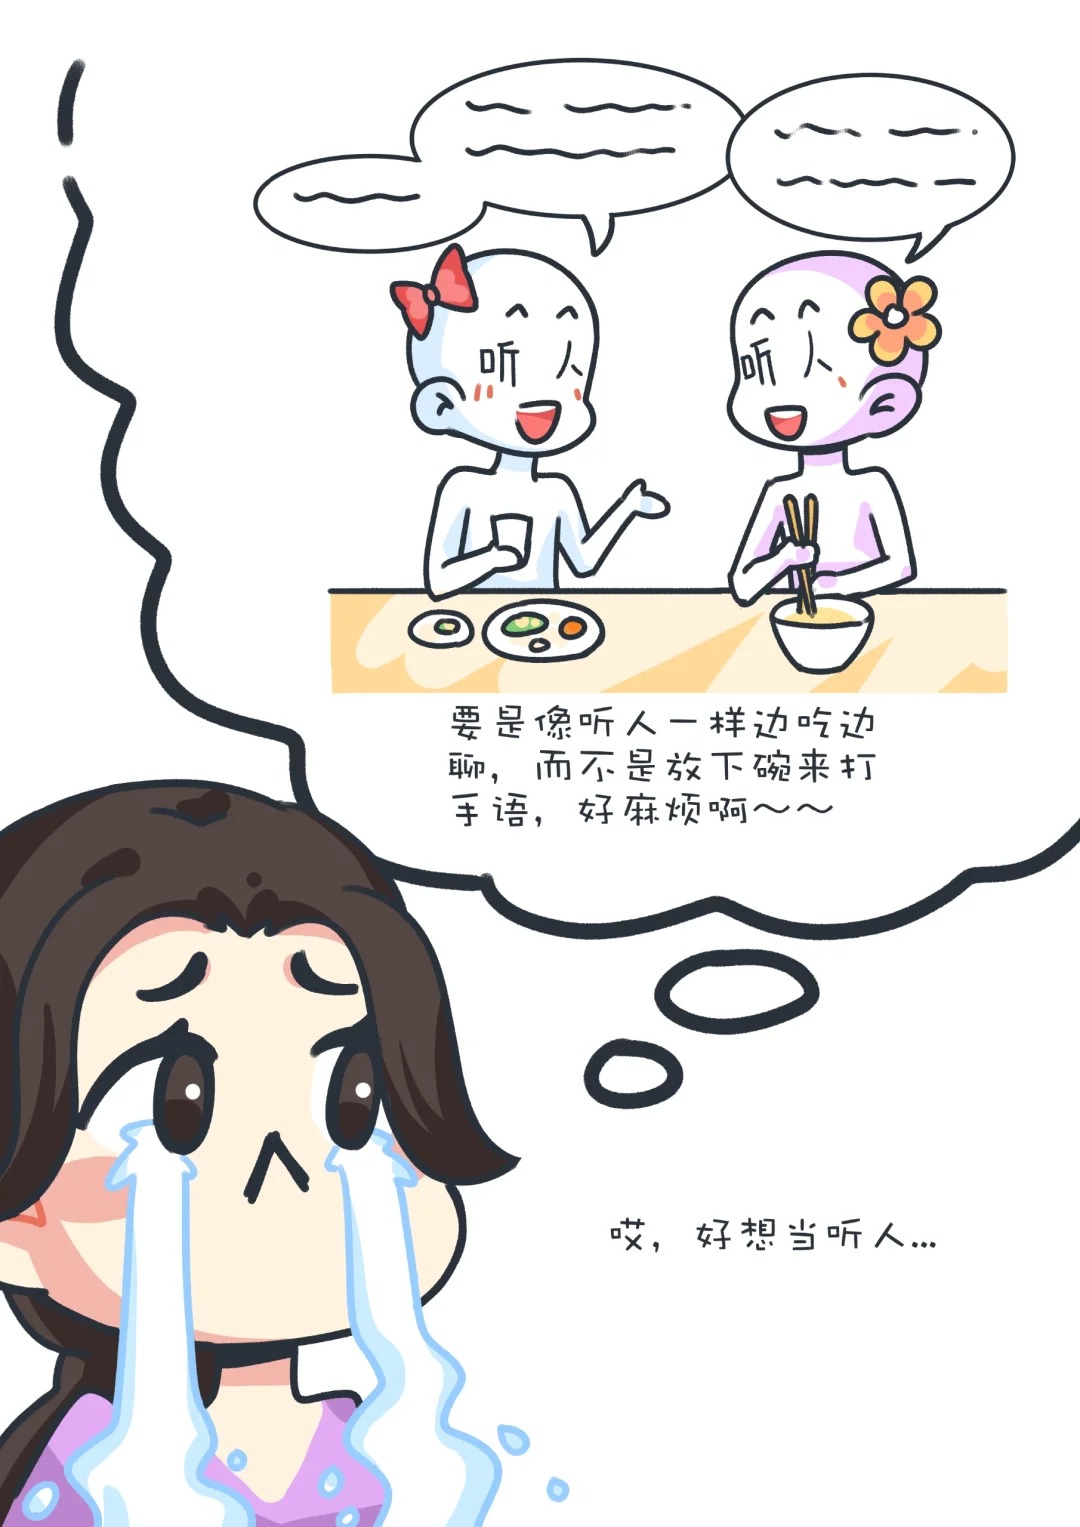 听人
听人
要是像听人一样边吃边
聊，而不是放下碗来打
手语，好麻烦啊～～
哎，好想当听人...